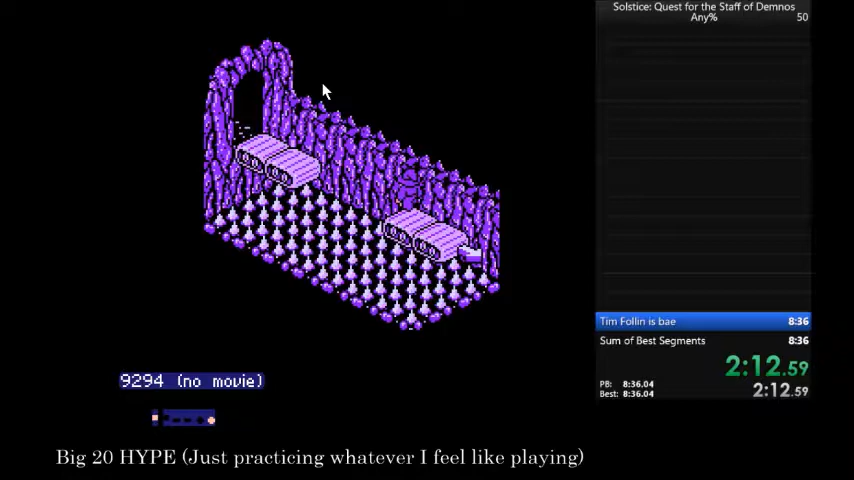 Solstice: Quest for the Staff of Demnos
Any% 50
Tim Follin is bae 8:36
Sum of Best Segments 8:36
2:12.59
PB: 8:36.04
Best: 8:36.04
2:12.59
9294 (no movie)
Big 20 HYPE (Just practicing whatever I feel like playing)